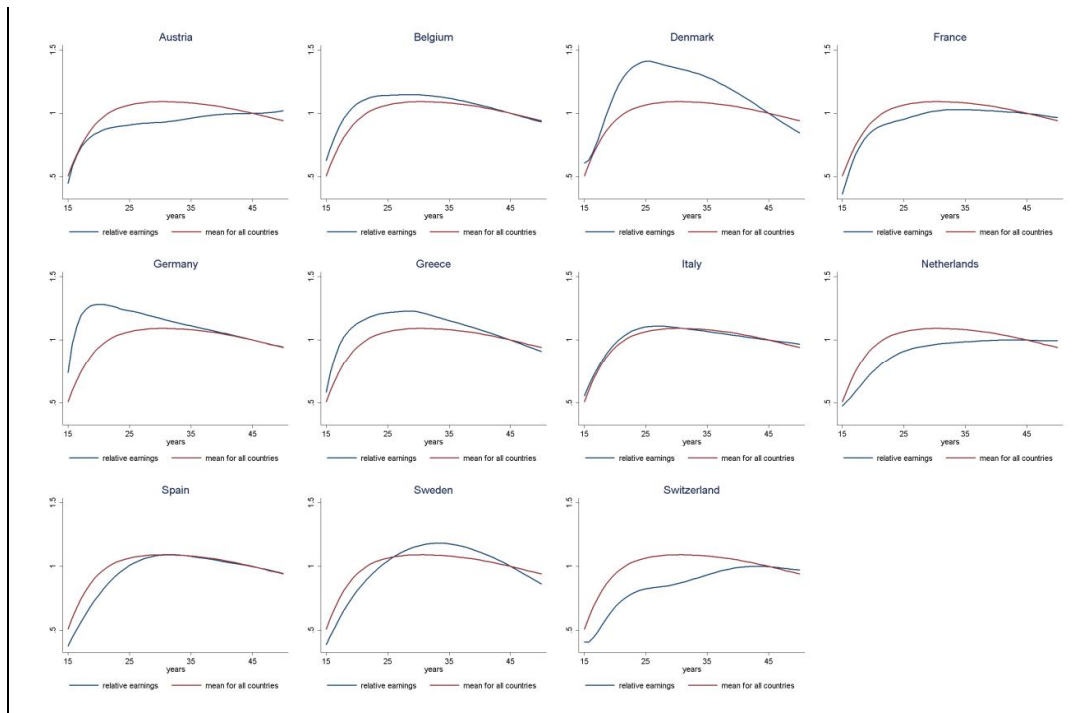 Austria
1.5
1
.5
15 25 35 45
years
relative earnings mean for all countries
Belgium
1.5
1
.5
15 25 35 45
years
relative earnings mean for all countries
Denmark
1.5
1
.5
15 25 35 45
years
relative earnings mean for all countries
France
1.5
1
.5
15 25 35 45
years
relative earnings mean for all countries
Germany
1.5
1
.5
15 25 35 45
years
relative earnings mean for all countries
Greece
1.5
1
.5
15 25 35 45
years
relative earnings mean for all countries
Italy
1.5
1
.5
15 25 35 45
years
relative earnings mean for all countries
Netherlands
1.5
1
.5
15 25 35 45
years
relative earnings mean for all countries
Spain
1.5
1
.5
15 25 35 45
years
relative earnings mean for all countries
Sweden
1.5
1
.5
15 25 35 45
years
relative earnings mean for all countries
Switzerland
1.5
1
.5
15 25 35 45
years
relative earnings mean for all countries